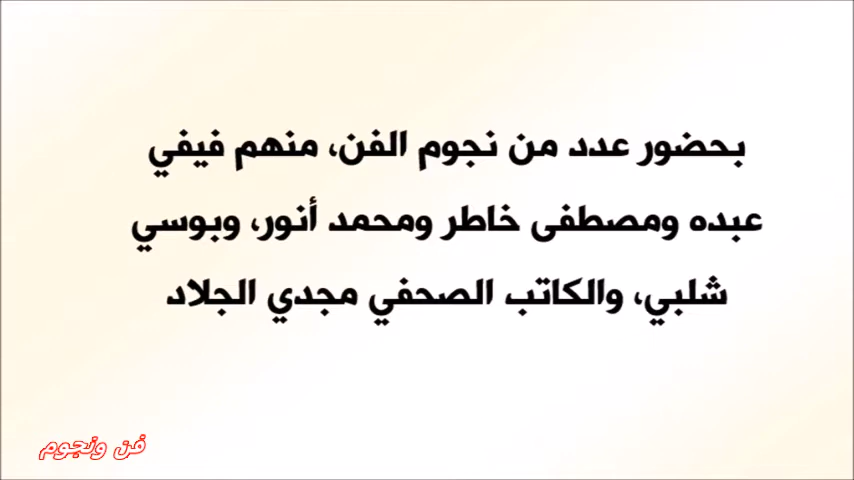 بحضور عدد من نجوم الفن، منهم فيفي
عبده ومصطفى خاطر ومحمد أنور، وبوسي
شلبي، والكاتب الصحفي مجدي الجلاد
فن ونجوم